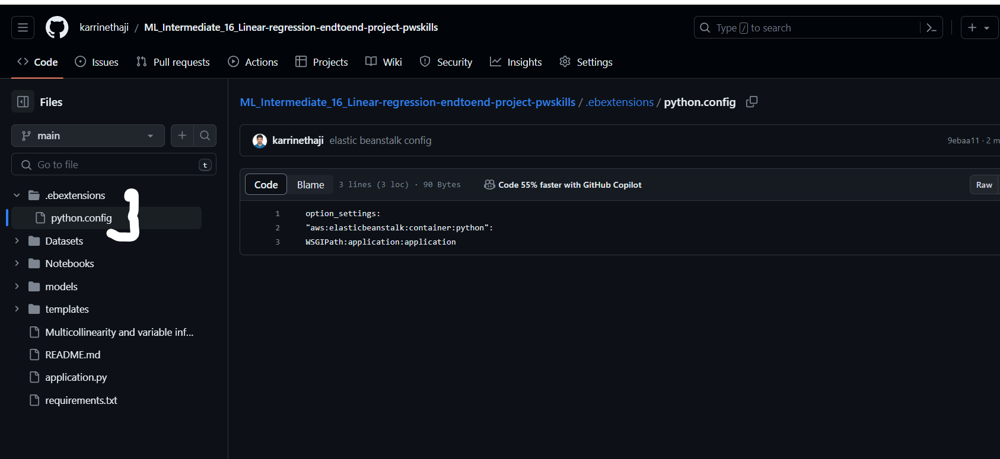 karrinethaji / ML_Intermediate_16_Linear-regression-endtoend-project-pwskills
Type / to search
Code Issues Pull requests Actions Projects Wiki Security Insights Settings
Files
main
Go to file t
.ebextensions
python.config
Datasets
Notebooks
models
templates
Multicollinearity and variable inf...
README.md
application.py
requirements.txt
ML_Intermediate_16_Linear-regression-endtoend-project-pwskills / .ebextensions / python.config
karrinethaji elastic beanstalk config 9ebaa11 · 2 m
Code Blame 3 lines (3 loc) · 90 Bytes Code 55% faster with GitHub Copilot Raw
1 option_settings:
2 "aws:elasticbeanstalk:container:python":
3 WSGIPath:application:application